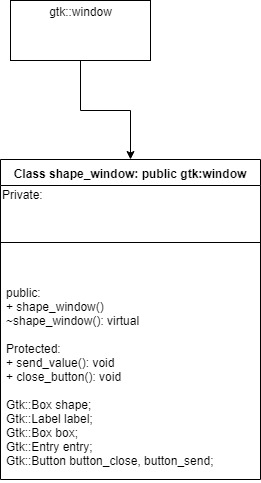 gtk::window
Class shape_window: public gtk:window
Private:
public:
+ shape_window()
~shape_window(): virtual
Protected:
+ send_value(): void
+ close_button(): void
Gtk::Box shape;
Gtk::Label label;
Gtk::Box box;
Gtk::Entry entry;
Gtk::Button button_close, button_send;